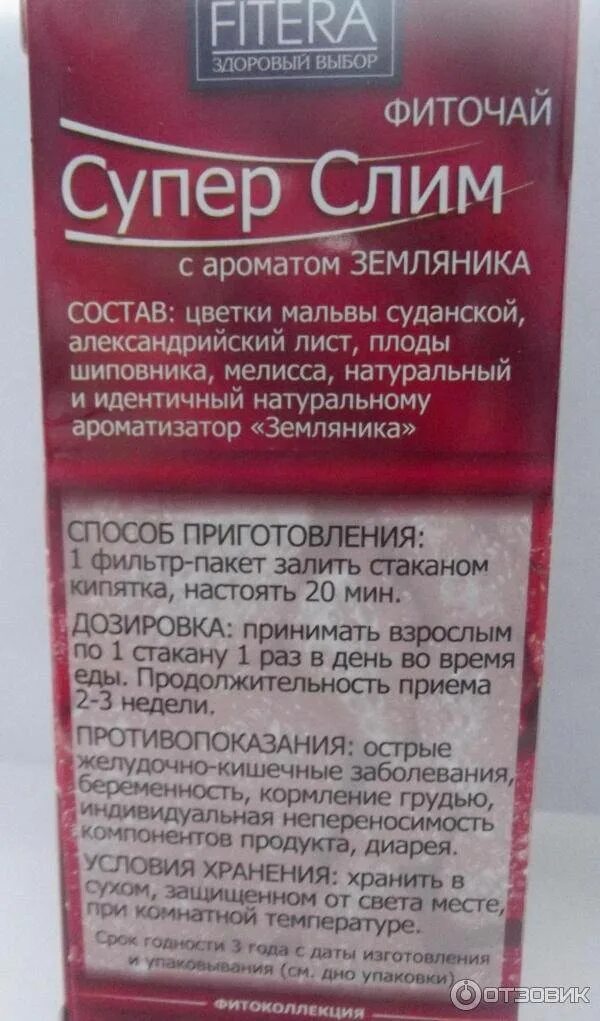 FITERA
ЗДОРОВЫЙ ВЫБОР
ФИТОЧАЙ
Супер Слим
с ароматом ЗЕМЛЯНИКА
СОСТАВ: цветки мальвы суданской,
александрийский лист, плоды
шиповника, мелисса, натуральный
и идентичный натуральному
ароматизатор «Земляника»
СПОСОБ ПРИГОТОВЛЕНИЯ:
1 фильтр-пакет залить стаканом
кипятка, настоять 20 мин.
ДОЗИРОВКА: принимать взрослым
по 1 стакану 1 раз в день во время
еды. Продолжительность приема
2-3 недели.
ПРОТИВОПОКАЗАНИЯ: острые
желудочно-кишечные заболевания,
беременность, кормление грудью,
индивидуальная непереносимость
компонентов продукта, диарея.
УСЛОВИЯ ХРАНЕНИЯ: хранить в
сухом, защищенном от света месте,
при комнатной температуре.
Срок годности 3 года с даты изготовления
и упаковывания (см. дно упаковки)
ФИТОКОЛЛЕКЦИЯ
ОТЗОВИК